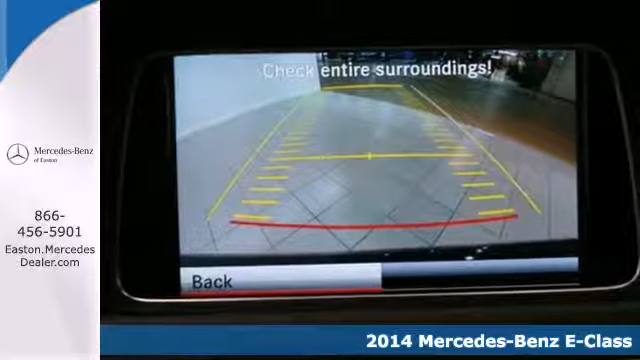 Check entire surroundings!
Mercedes-Benz
of Easton
866-
456-5901
Easton.Mercedes
Dealer.com
Back
2014 Mercedes-Benz E-Class